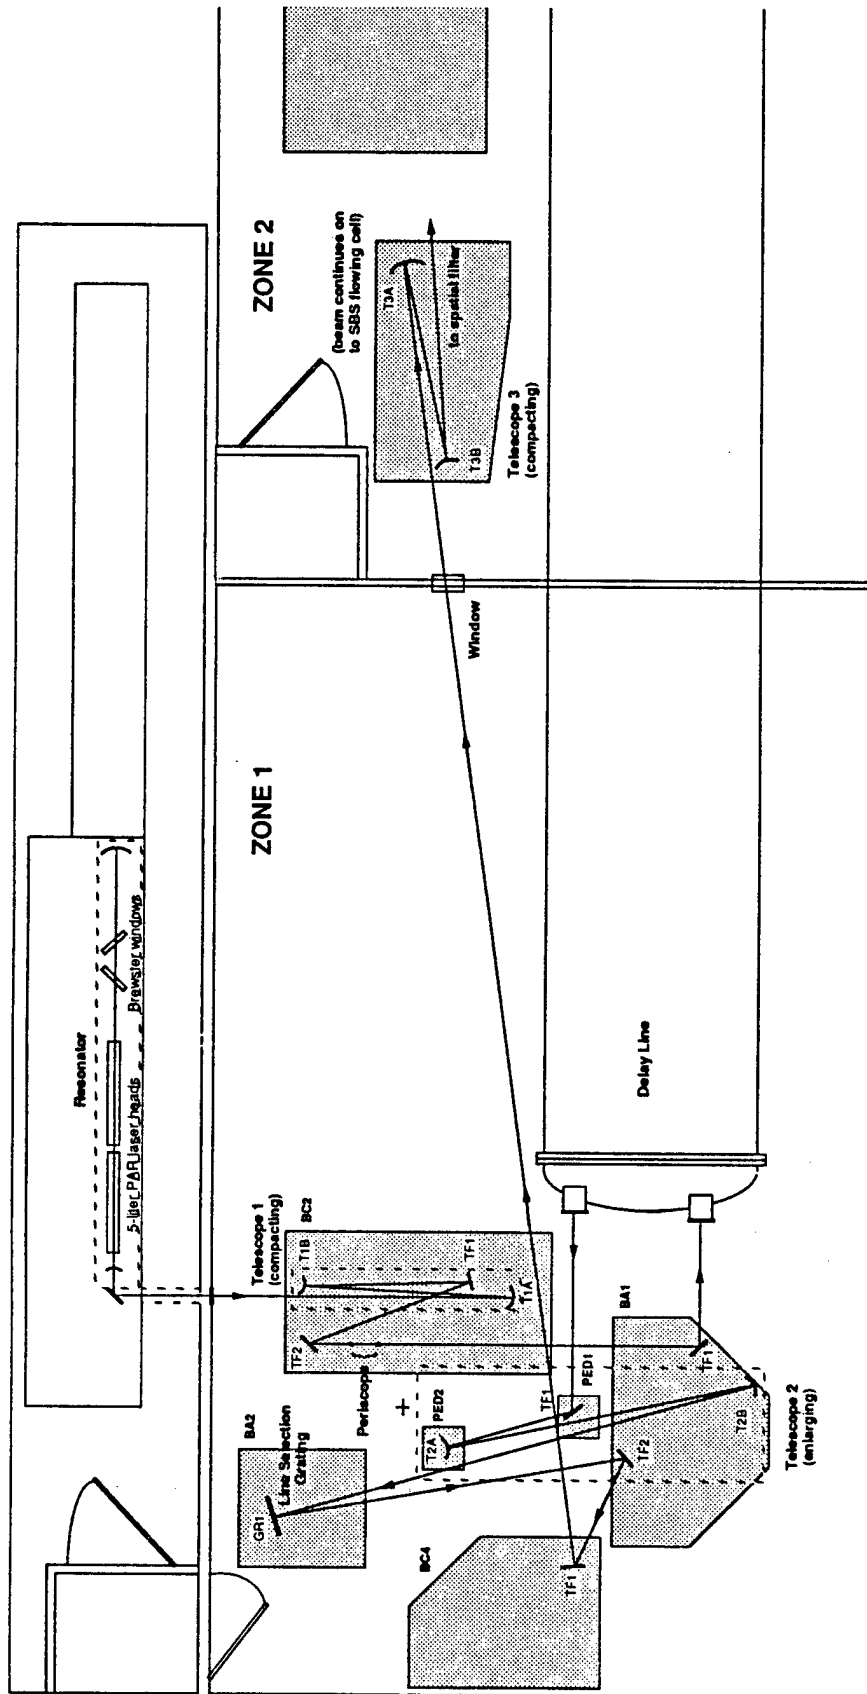 Resonator
5-liter PAR laser heads
Brewster windows
ZONE 1
ZONE 2
(beam continues on
to SBS flowing cell)
T3A
to spatial filter
T3B
Telescope 3
(compacting)
Window
Telescope 1
(compacting)
BC2
T1B
TF1
T1A
TF2
Periscope
BA2
Line Selection
Grating
GR1
PED2
T2A
TF1
PED1
BA1
TF1
TF2
T2B
Telescope 2
(enlarging)
BC4
TF1
Delay Line